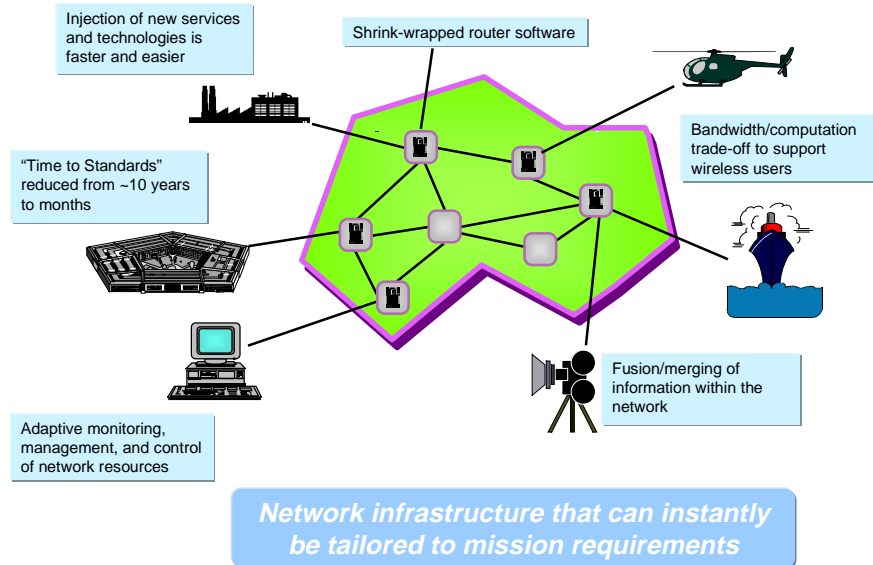 Injection of new services
and technologies is
faster and easier
Shrink-wrapped router software
Bandwidth/computation
trade-off to support
wireless users
“Time to Standards”
reduced from ~10 years
to months
Fusion/merging of
information within the
network
Adaptive monitoring,
management, and control
of network resources
Network infrastructure that can instantly
be tailored to mission requirements